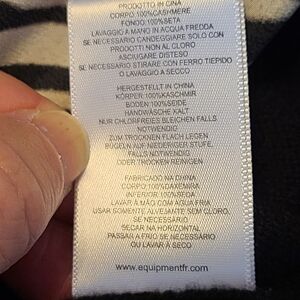 PRODOTTO IN CINA
CORPO:100%CASHMERE
FONDO:100%SETA
LAVAGGIO A MANO IN ACQUA FREDDA
SE NECESSARIO CANDEGGIARE SOLO CON
PRODOTTI NON AL CLORO
ASCIUGARE DISTESO
SE NECESSARIO STIRARE CON FERRO TIEPIDO
O LAVAGGIO A SECCO
HERGESTELLT IN CHINA
KÖRPER:100%KASCHMIR
BODEN:100%SEIDE
HANDWÄSCHE KALT
NUR CHLORFREIES BLEICHEN FALLS
NOTWENDIG
ZUM TROCKNEN FLACH LEGEN
BÜGELN AUF NIEDRIGER STUFE,
FALLS NOTWENDIG
ODER TROCKEN REINIGEN
FABRICADO NA CHINA
CORPO:100%CAXEMIRA
INFERIOR:100%SEDA
LAVAR À MÃO COM AGUA FRIA
USAR SOMENTE ALVEJANTE SEM CLORO,
SE NECESSÁRIO
SECAR NA HORIZONTAL
PASSAR A FRIO SE NECESSÁRIO
OU LAVAR À SECO
www.equipmentfr.com